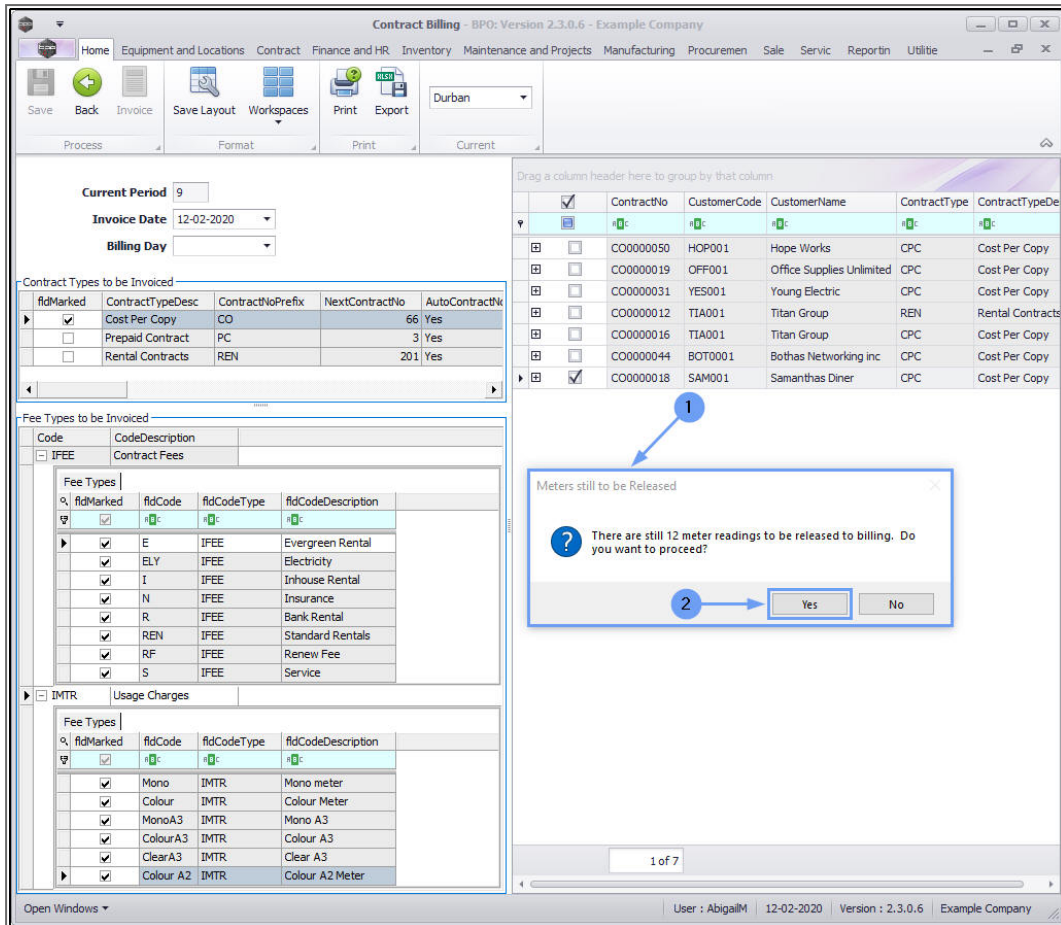 Contract Billing - BPO: Version 2.3.0.6 - Example Company
BPO
Home Equipment and Locations Contract Finance and HR Inventory Maintenance and Projects Manufacturing Procuremen Sale Servic Reportin Utilitie
XLSX
Save Back Invoice Save Layout Workspaces Print Export
Durban
Process Format Print Current
Current Period 9
Invoice Date 12-02-2020
Billing Day
Contract Types to be Invoiced
fldMarked ContractTypeDesc ContractNoPrefix NextContractNo AutoContractNo
Cost Per Copy CO 66 Yes
Prepaid Contract PC 3 Yes
Rental Contracts REN 201 Yes
Fee Types to be Invoiced
Code CodeDescription
IFEE Contract Fees
Fee Types
fldMarked fldCode fldCodeType fldCodeDescription
E IFEE Evergreen Rental
ELY IFEE Electricity
I IFEE Inhouse Rental
N IFEE Insurance
R IFEE Bank Rental
REN IFEE Standard Rentals
RF IFEE Renew Fee
S IFEE Service
IMTR Usage Charges
Fee Types
fldMarked fldCode fldCodeType fldCodeDescription
Mono IMTR Mono meter
Colour IMTR Colour Meter
MonoA3 IMTR Mono A3
ColourA3 IMTR Colour A3
ClearA3 IMTR Clear A3
Colour A2 IMTR Colour A2 Meter
Drag a column header here to group by that column
ContractNo CustomerCode CustomerName ContractType ContractTypeDe
CO0000050 HOP001 Hope Works CPC Cost Per Copy
CO0000019 OFF001 Office Supplies Unlimited CPC Cost Per Copy
CO0000031 YES001 Young Electric CPC Cost Per Copy
CO0000012 TIA001 Titan Group REN Rental Contracts
CO0000016 TIA001 Titan Group CPC Cost Per Copy
CO0000044 BOT0001 Bothas Networking inc CPC Cost Per Copy
CO0000018 SAM001 Samanthas Diner CPC Cost Per Copy
1
Meters still to be Released
There are still 12 meter readings to be released to billing. Do
you want to proceed?
2
Yes No
1 of 7
Open Windows
User : AbigailM 12-02-2020 Version : 2.3.0.6 Example Company